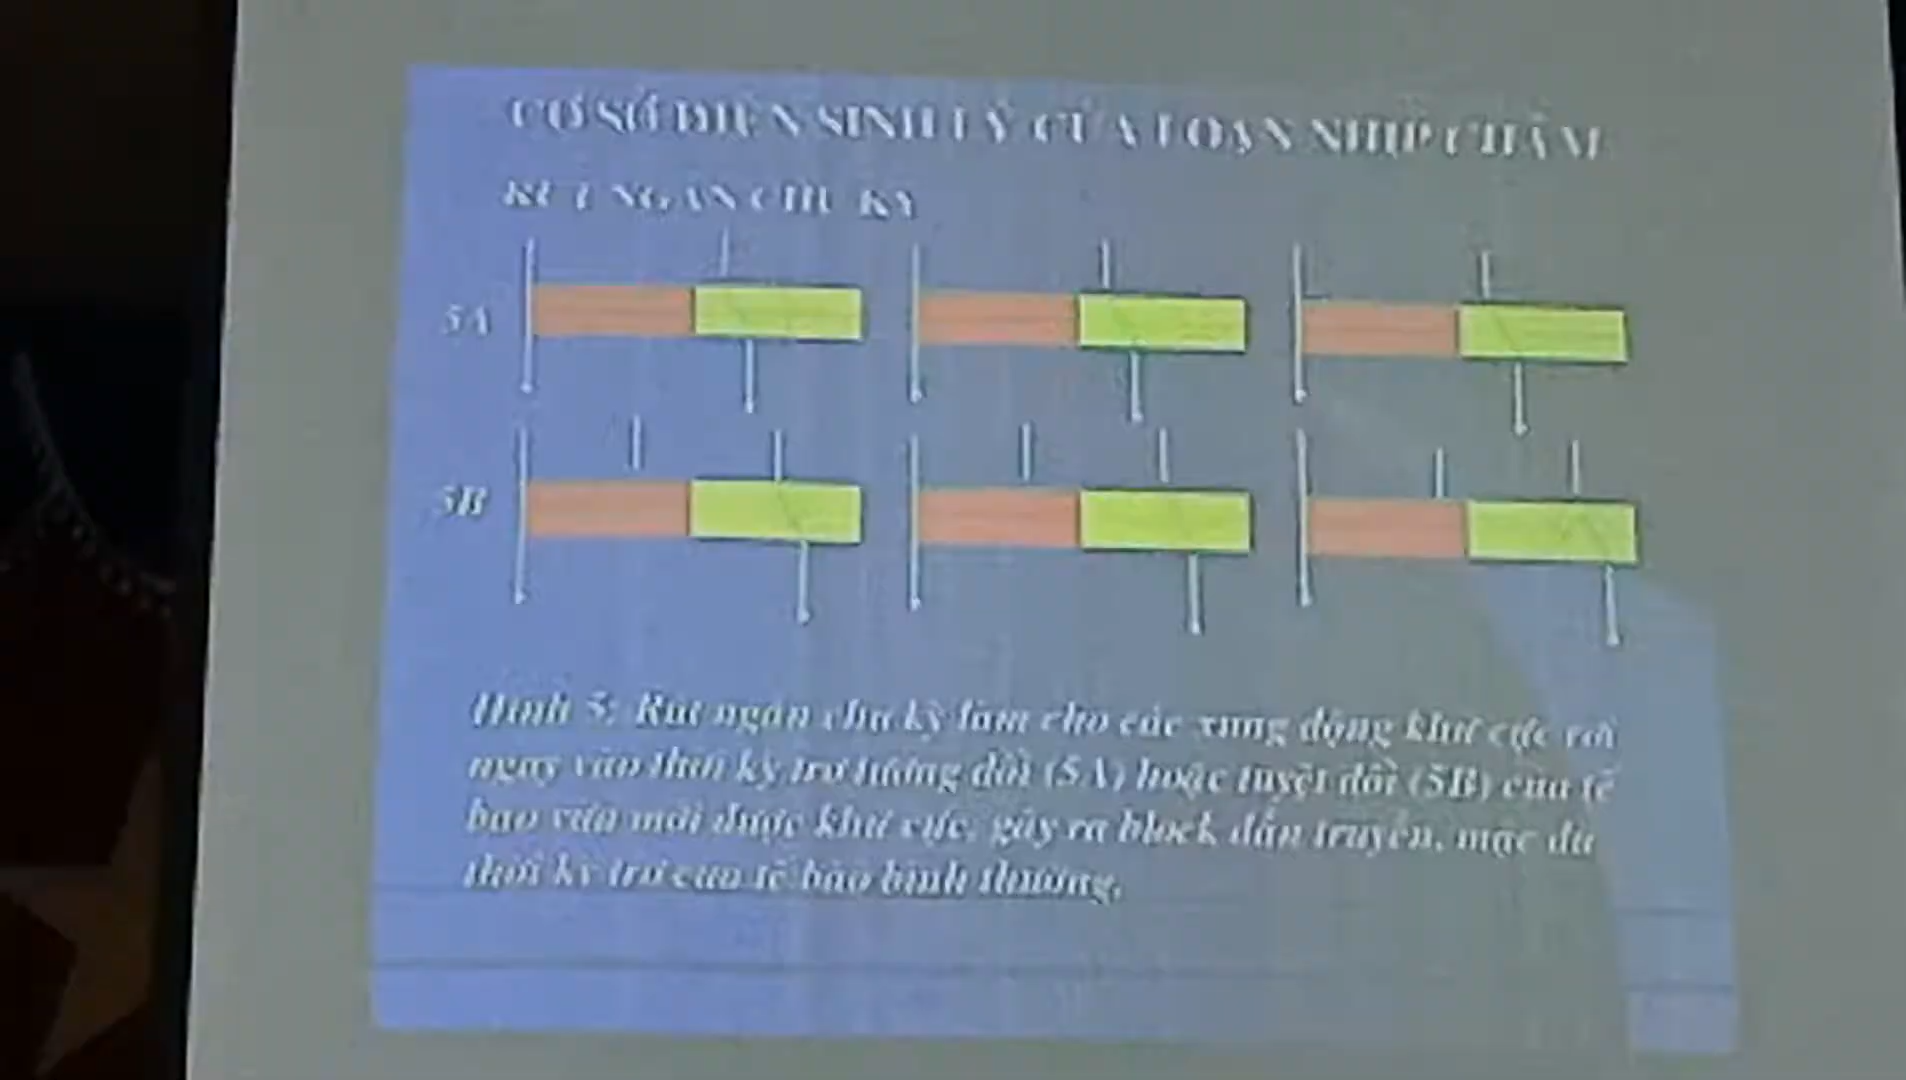 CƠ SỞ ĐIỆN SINH LÝ CỦA LOẠN NHỊP CHẬM
RÚT NGẮN CHU KỲ
5A
5B
Hình 5: Rút ngắn chu kỳ làm cho các xung động khử cực rơi
ngay vào thời kỳ trơ tương đối (5A) hoặc tuyệt đối (5B) của tế
bào vừa mới được khử cực, gây ra block dẫn truyền, mặc dù
thời kỳ trơ của tế bào bình thường.